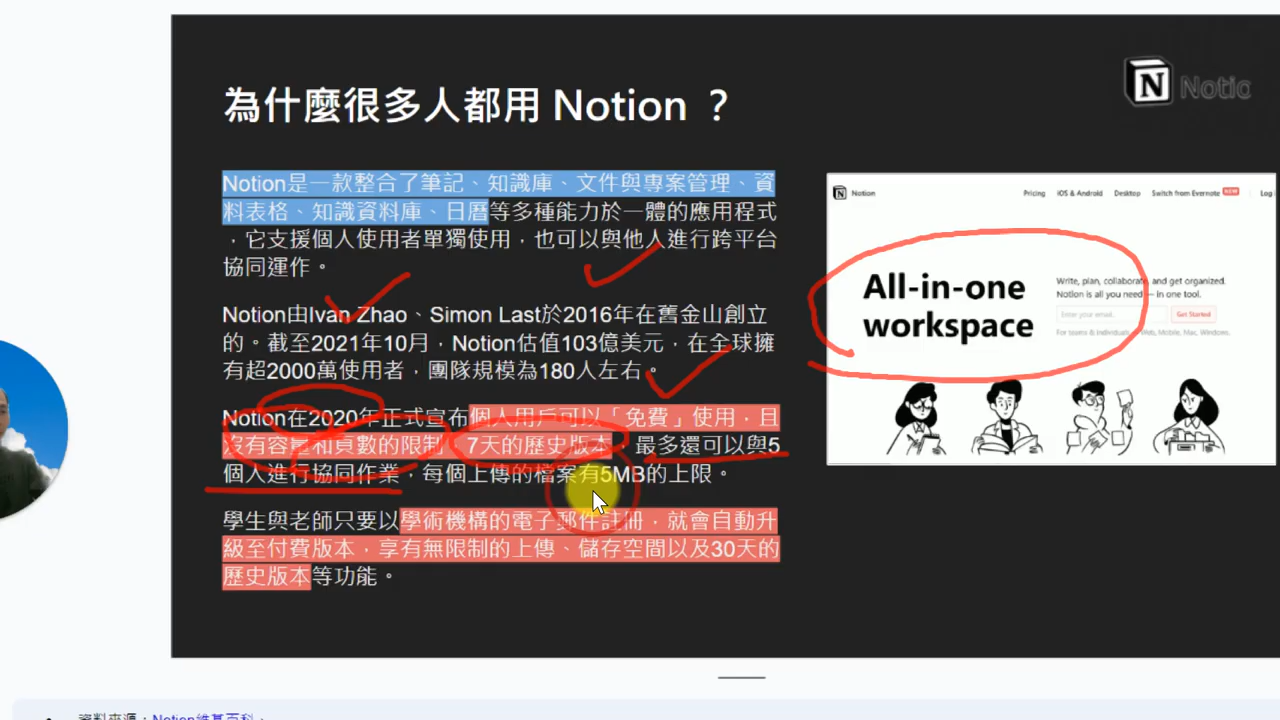 為什麼很多人都用 Notion ？
Notion是一款整合了筆記、知識庫、文件與專案管理、資
料表格、知識資料庫、日曆等多種能力於一體的應用程式
，它支援個人使用者單獨使用，也可以與他人進行跨平台
協同運作。
Notion由Ivan Zhao、Simon Last於2016年在舊金山創立
的。截至2021年10月，Notion估值103億美元，在全球擁
有超2000萬使用者，團隊規模為180人左右。
Notion在2020年正式宣布個人用戶可以「免費」使用，且
沒有容量和頁數的限制、7天的歷史版本，最多還可以與5
個人進行協同作業，每個上傳的檔案有5MB的上限。
學生與老師只要以學術機構的電子郵件註冊，就會自動升
級至付費版本，享有無限制的上傳、儲存空間以及30天的
歷史版本等功能。
Notio
Notion
Pricing iOS & Android Desktop Switch from Evernote NEW Log
All-in-one
workspace
Write, plan, collaborate, and get organized.
Notion is all you need — in one tool.
Enter your email... Get Started
For teams & individuals — Web, Mobile, Mac, Windows.
資料來源：Notion維基百科、